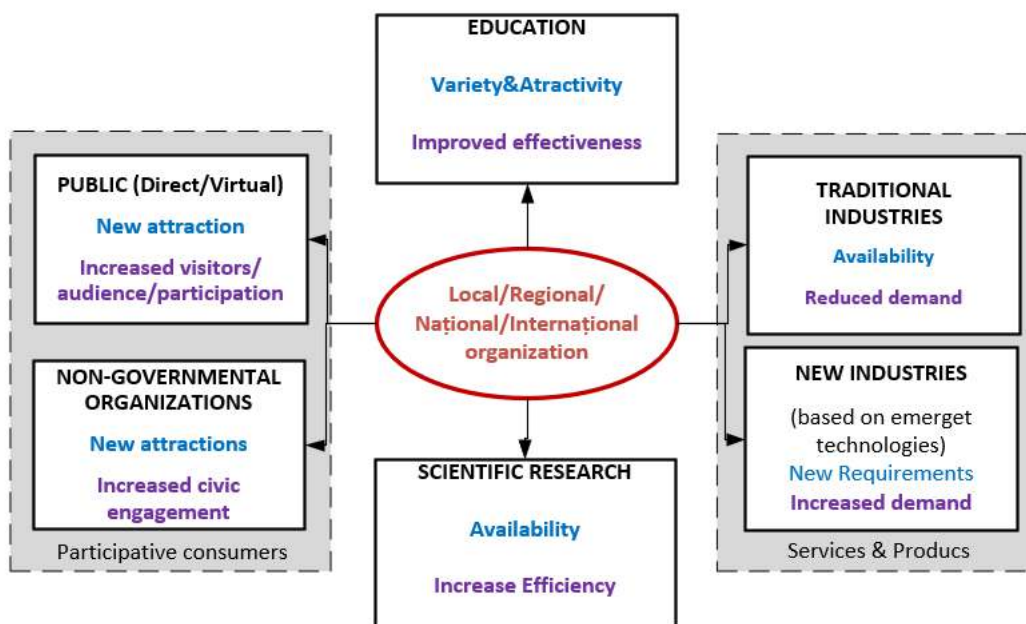 EDUCATION
Variety&Atractivity
Improved effectiveness
PUBLIC (Direct/Virtual)
New attraction
Increased visitors/
audience/participation
NON-GOVERNMENTAL
ORGANIZATIONS
New attractions
Increased civic
engagement
Participative consumers
Local/Regional/
Național/Internațional
organization
SCIENTIFIC RESEARCH
Availability
Increase Efficiency
TRADITIONAL
INDUSTRIES
Availability
Reduced demand
NEW INDUSTRIES
(based on emerget
technologies)
New Requirements
Increased demand
Services & Producs